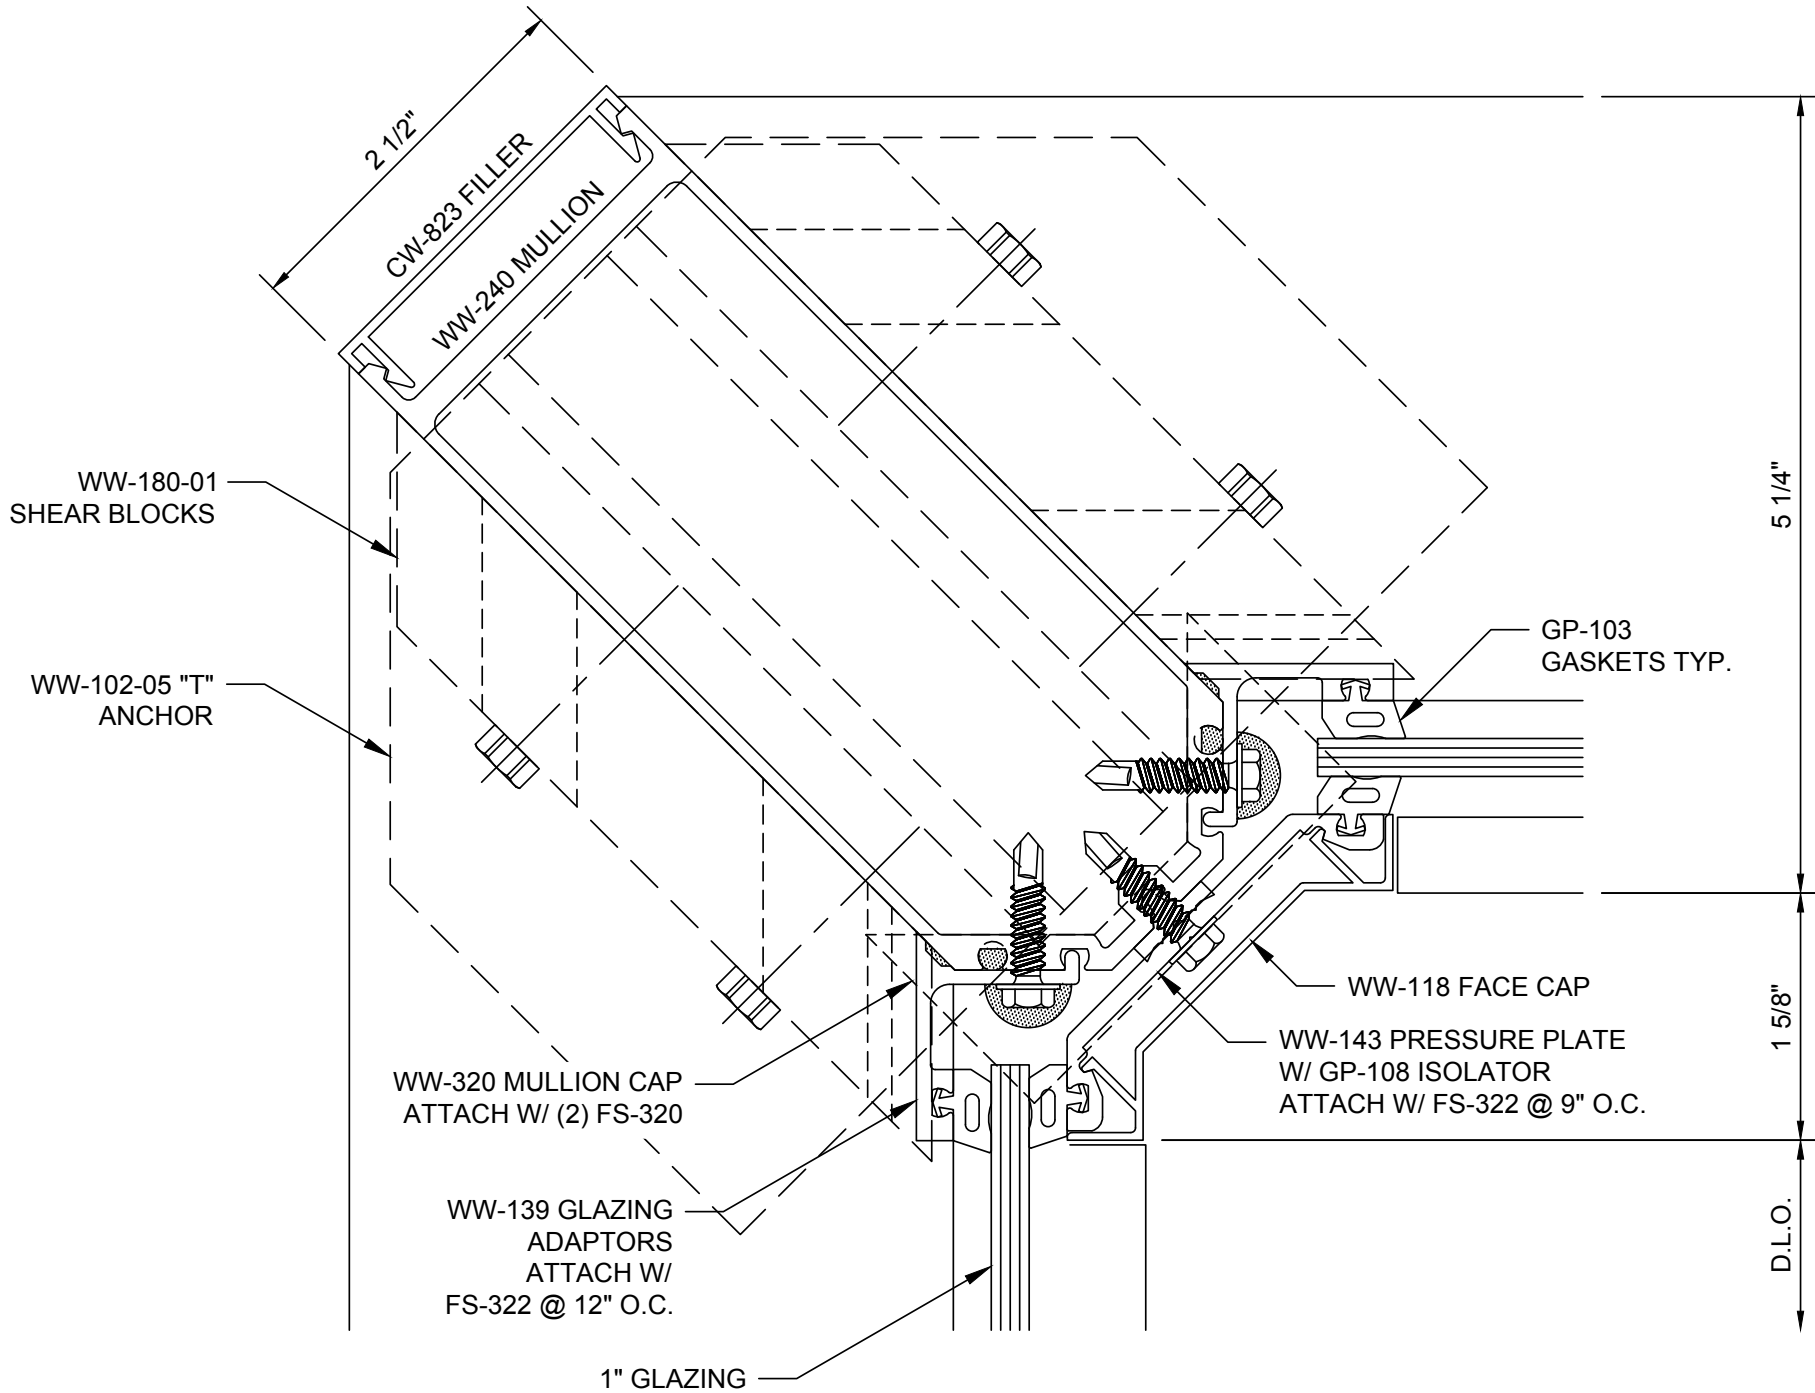 2 1/2"
CW-823 FILLER
WW-240 MULLION
WW-180-01
SHEAR BLOCKS
WW-102-05 "T"
ANCHOR
5 1/4"
GP-103
GASKETS TYP.
WW-118 FACE CAP
1 5/8"
WW-143 PRESSURE PLATE
W/ GP-108 ISOLATOR
ATTACH W/ FS-322 @ 9" O.C.
WW-320 MULLION CAP
ATTACH W/ (2) FS-320
WW-139 GLAZING
ADAPTORS
ATTACH W/
FS-322 @ 12" O.C.
D.L.O.
1" GLAZING